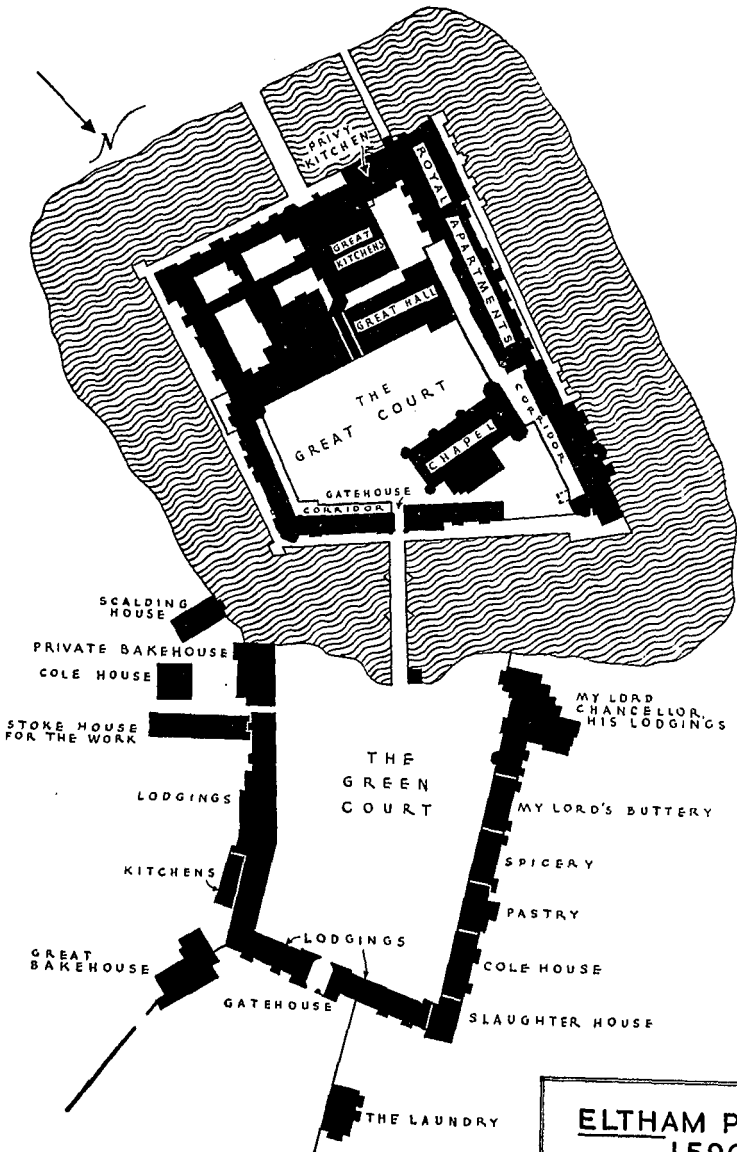 N
PRIVY
KITCHEN
ROYAL APARTMENTS
GREAT
KITCHENS
GREAT HALL
THE
GREAT COURT
CORRIDOR
CHAPEL
GATEHOUSE
CORRIDOR
SCALDING
HOUSE
PRIVATE BAKEHOUSE
COLE HOUSE
STOKE HOUSE
FOR THE WORK
MY LORD
CHANCELLOR,
HIS LODGINGS
THE
GREEN
COURT
LODGINGS
MY LORD'S BUTTERY
SPICERY
KITCHENS
PASTRY
LODGINGS
GREAT
BAKEHOUSE
COLE HOUSE
GATEHOUSE
SLAUGHTER HOUSE
THE LAUNDRY
ELTHAM P